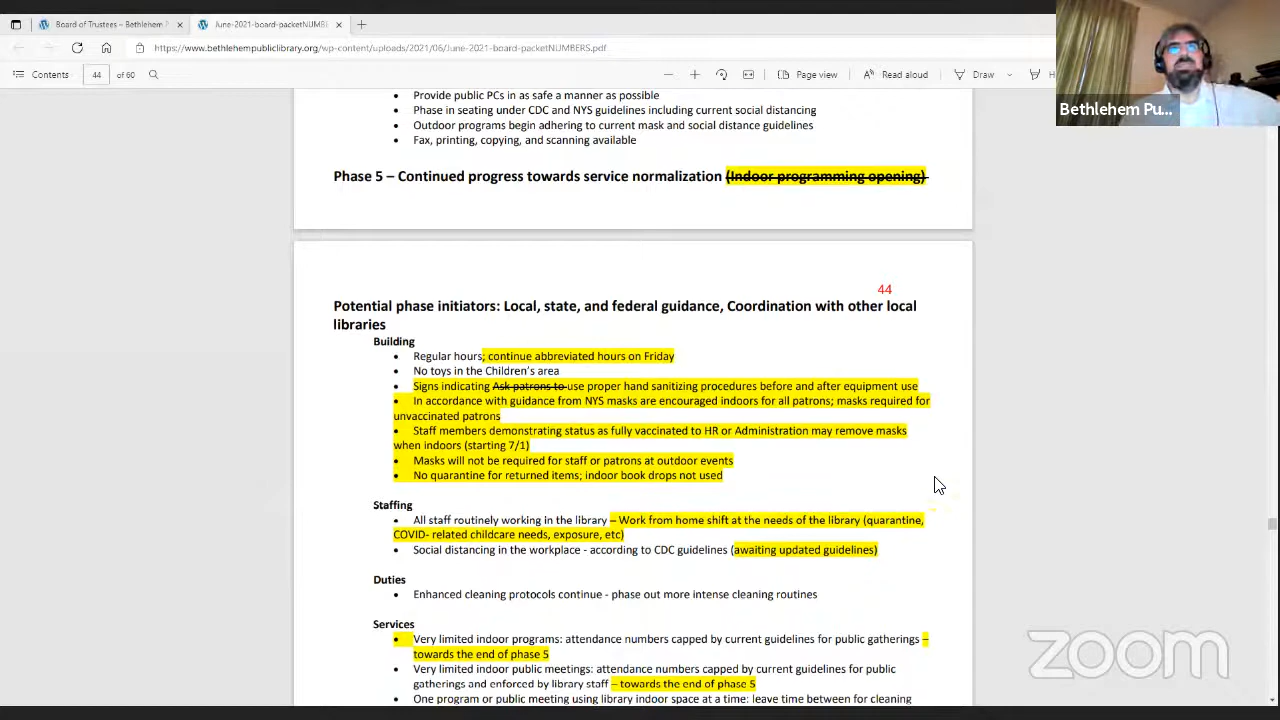 Board of Trustees – Bethlehem P
June-2021-board-packetNUMBE
https://www.bethlehempubliclibrary.org/wp-content/uploads/2021/06/June-2021-board-packetNUMBERS.pdf
Contents 44 of 60 Page view Read aloud Draw H
Bethlehem Pu...
• Provide public PCs in as safe a manner as possible
• Phase in seating under CDC and NYS guidelines including current social distancing
• Outdoor programs begin adhering to current mask and social distance guidelines
• Fax, printing, copying, and scanning available
Phase 5 – Continued progress towards service normalization (Indoor programming opening)
44
Potential phase initiators: Local, state, and federal guidance, Coordination with other local
libraries
Building
• Regular hours; continue abbreviated hours on Friday
• No toys in the Children's area
• Signs indicating Ask patrons to use proper hand sanitizing procedures before and after equipment use
• In accordance with guidance from NYS masks are encouraged indoors for all patrons; masks required for
unvaccinated patrons
• Staff members demonstrating status as fully vaccinated to HR or Administration may remove masks
when indoors (starting 7/1)
• Masks will not be required for staff or patrons at outdoor events
• No quarantine for returned items; indoor book drops not used
Staffing
• All staff routinely working in the library – Work from home shift at the needs of the library (quarantine,
COVID- related childcare needs, exposure, etc)
• Social distancing in the workplace - according to CDC guidelines (awaiting updated guidelines)
Duties
• Enhanced cleaning protocols continue - phase out more intense cleaning routines
Services
• Very limited indoor programs: attendance numbers capped by current guidelines for public gatherings –
towards the end of phase 5
• Very limited indoor public meetings: attendance numbers capped by current guidelines for public
gatherings and enforced by library staff – towards the end of phase 5
• One program or public meeting using library indoor space at a time: leave time between for cleaning
zoom